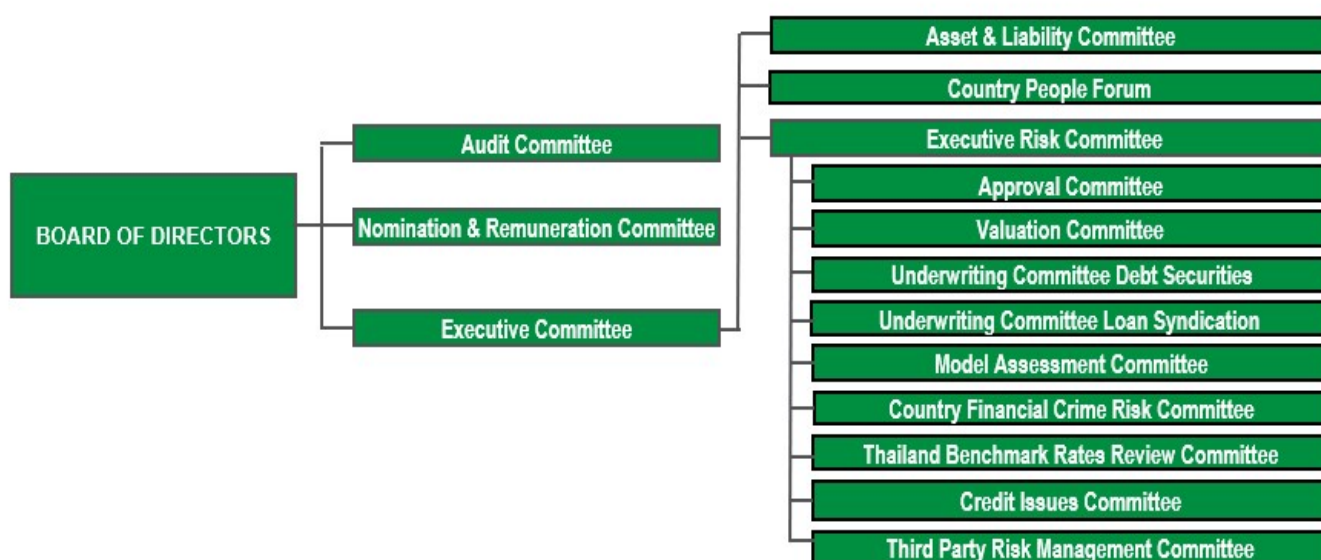 BOARD OF DIRECTORS
Audit Committee
Nomination & Remuneration Committee
Executive Committee
Asset & Liability Committee
Country People Forum
Executive Risk Committee
Approval Committee
Valuation Committee
Underwriting Committee Debt Securities
Underwriting Committee Loan Syndication
Model Assessment Committee
Country Financial Crime Risk Committee
Thailand Benchmark Rates Review Committee
Credit Issues Committee
Third Party Risk Management Committee